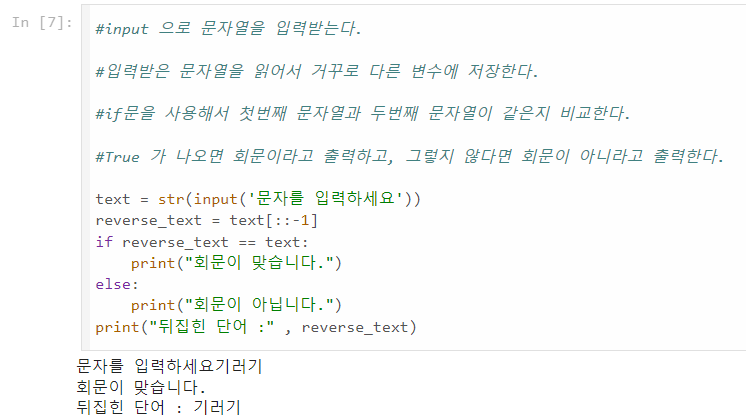 In [7]:
#input 으로 문자열을 입력받는다.
#입력받은 문자열을 읽어서 거꾸로 다른 변수에 저장한다.
#if문을 사용해서 첫번째 문자열과 두번째 문자열이 같은지 비교한다.
#True 가 나오면 회문이라고 출력하고, 그렇지 않다면 회문이 아니라고 출력한다.
text = str(input('문자를 입력하세요'))
reverse_text = text[::-1]
if reverse_text == text:
    print("회문이 맞습니다.")
else:
    print("회문이 아닙니다.")
print("뒤집힌 단어 :" , reverse_text)
문자를 입력하세요기러기
회문이 맞습니다.
뒤집힌 단어 : 기러기